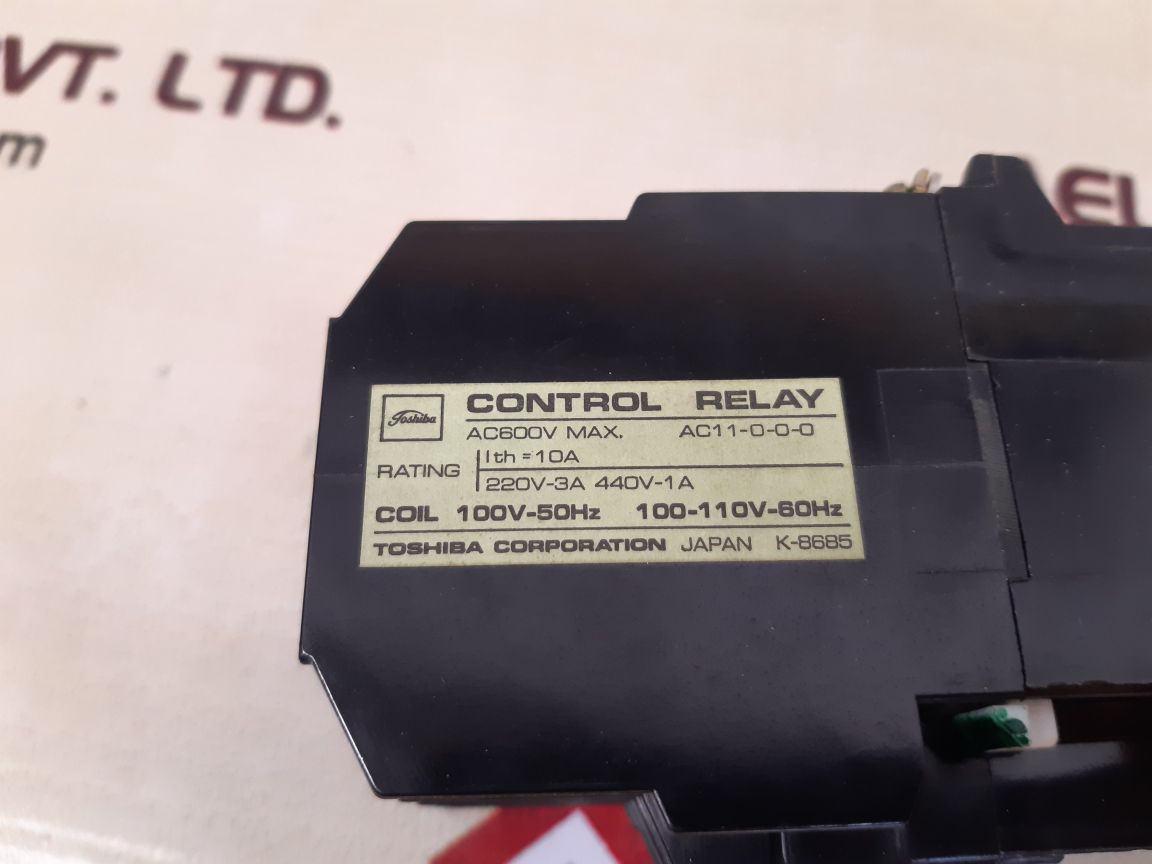 VT. LTD.
m
EL
Toshiba
CONTROL RELAY
AC600V MAX. AC11-0-0-0
RATING
Ith = 10A
220V-3A 440V-1A
COIL 100V-50Hz 100-110V-60Hz
TOSHIBA CORPORATION JAPAN K-8685